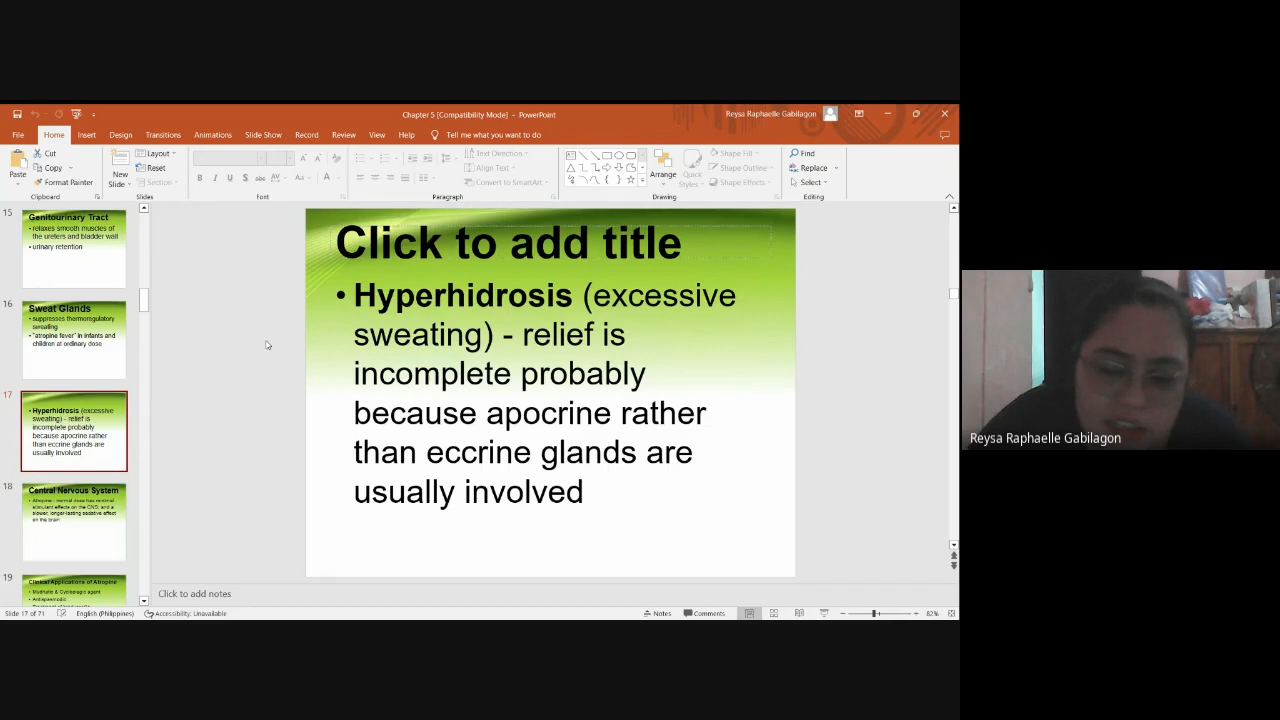 Chapter 5 [Compatibility Mode] - PowerPoint
Reysa Raphaelle Gabilagon
File Home Insert Design Transitions Animations Slide Show Record Review View Help Tell me what you want to do
Paste
Cut
Copy
Format Painter
Clipboard
New
Slide
Layout
Reset
Section
Slides
B I U S abc AV Aa A
Font
Text Direction
Align Text
Convert to SmartArt
Paragraph
Arrange
Quick
Styles
Shape Fill
Shape Outline
Shape Effects
Drawing
Find
Replace
Select
Editing
15
Genitourinary Tract
• relaxes smooth muscles of
the ureters and bladder wall
• urinary retention
16
Sweat Glands
• suppresses thermoregulatory
sweating
• "atropine fever" in infants and
children at ordinary dose
17
• Hyperhidrosis (excessive
sweating) - relief is
incomplete probably
because apocrine rather
than eccrine glands are
usually involved
18
Central Nervous System
• Atropine - normal dose has minimal
stimulant effects on the CNS; and a
slower, longer-lasting sedative effect
on the brain
19
Clinical Applications of Atropine
• Mydriatic & Cycloplegic agent
• Antispasmodic
Click to add title
• Hyperhidrosis (excessive
sweating) - relief is
incomplete probably
because apocrine rather
than eccrine glands are
usually involved
Click to add notes
Slide 17 of 71 English (Philippines) Accessibility: Unavailable Notes Comments 82%
Reysa Raphaelle Gabilagon